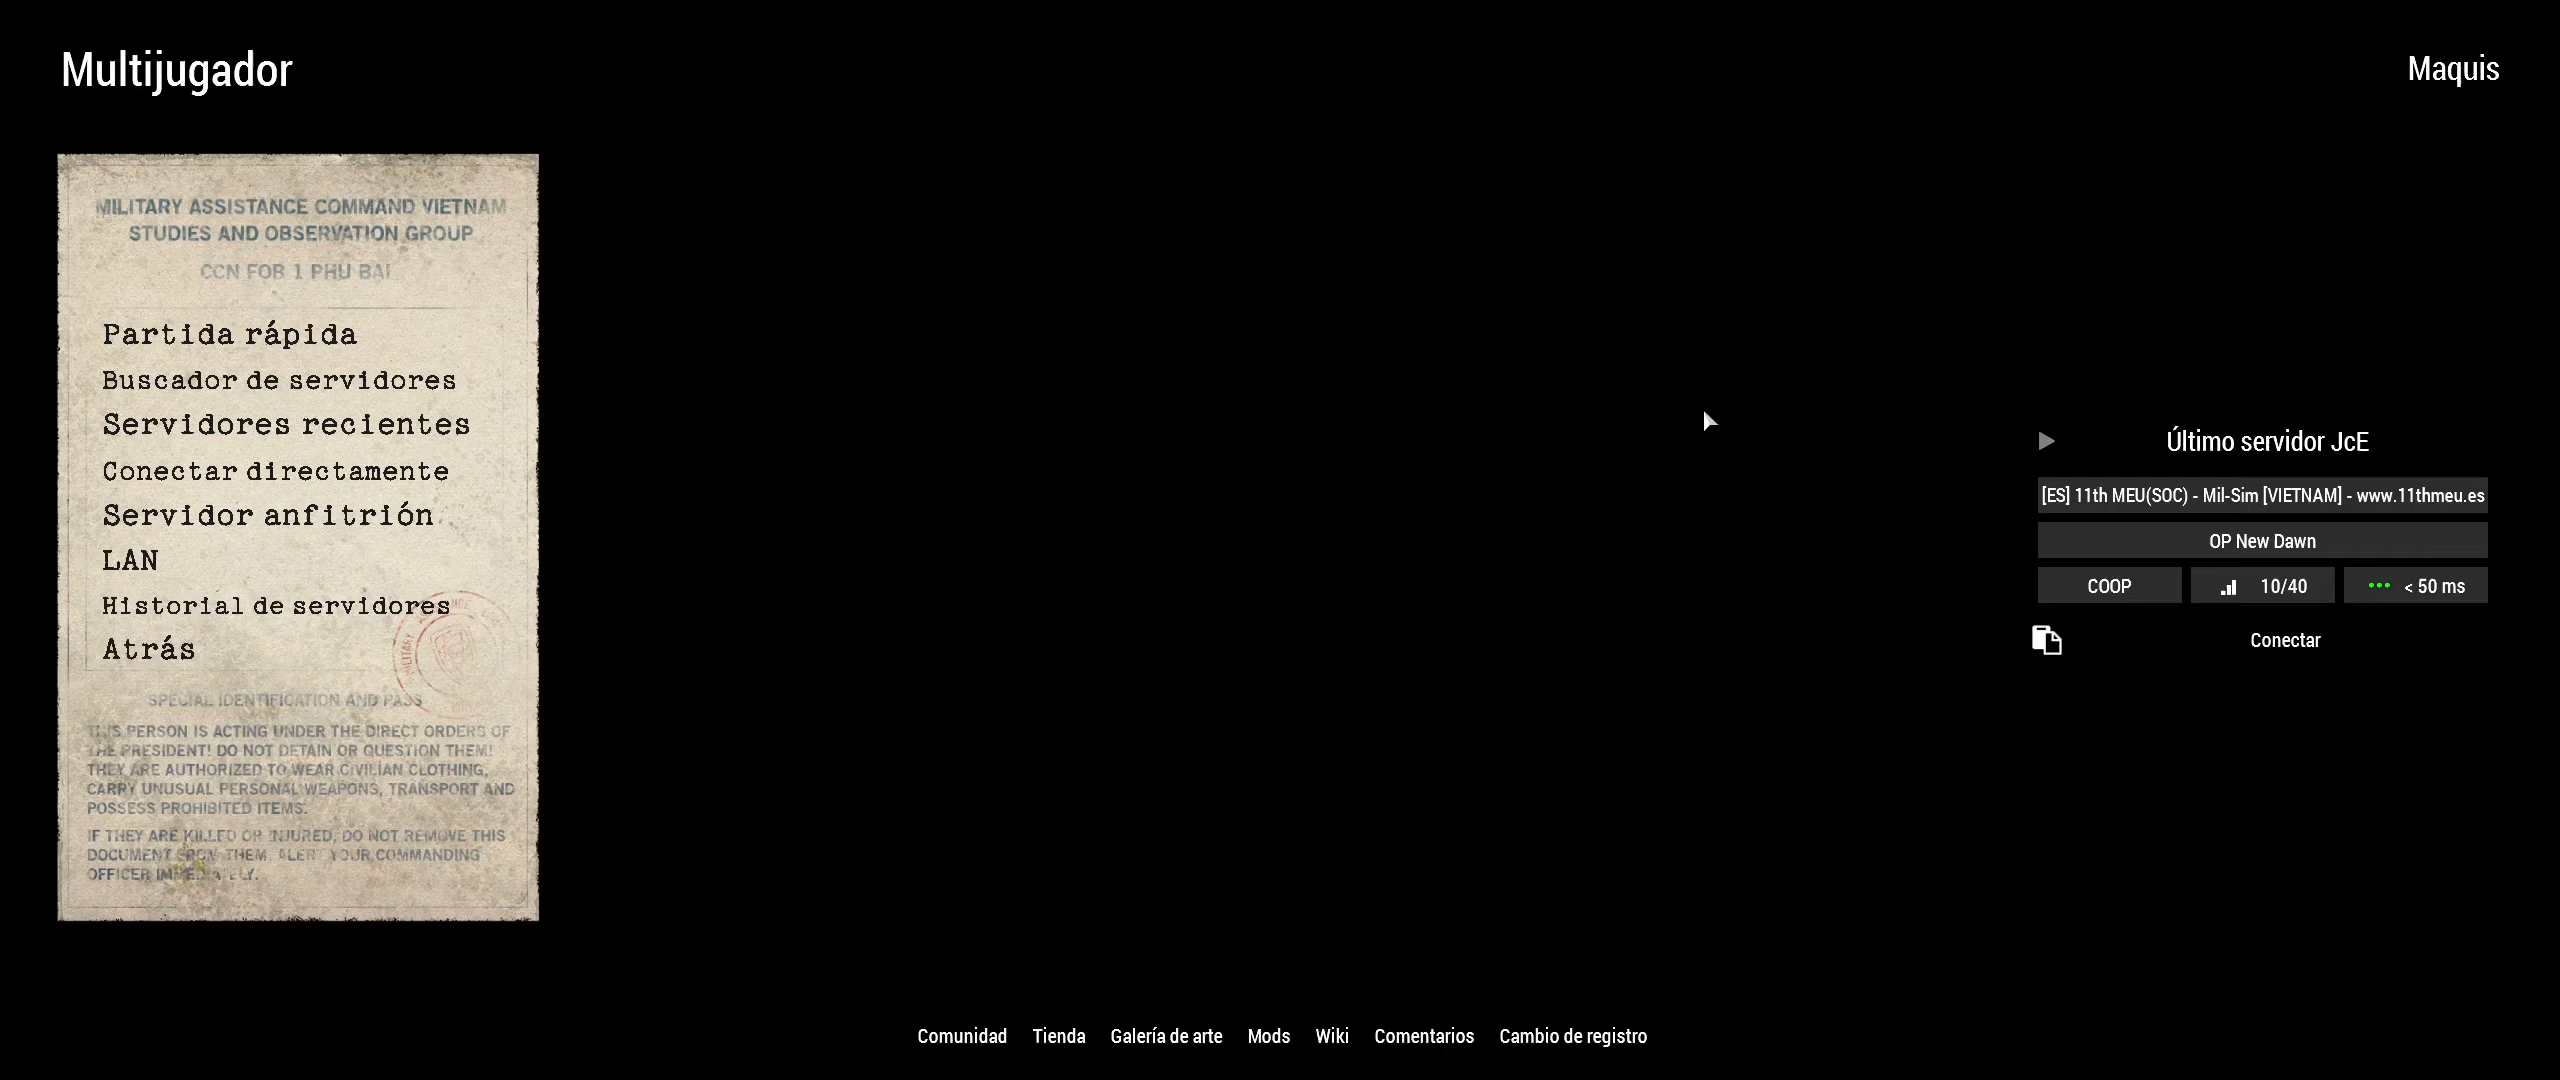 Multijugador
Maquis
MILITARY ASSISTANCE COMMAND VIETNAM
STUDIES AND OBSERVATION GROUP
CCN FOB 1 PHU BAI
Partida rápida
Buscador de servidores
Servidores recientes
Conectar directamente
Servidor anfitrión
LAN
Historial de servidores
Atrás
MILITARY
SPECIAL IDENTIFICATION AND PASS
THIS PERSON IS ACTING UNDER THE DIRECT ORDERS OF
THE PRESIDENT! DO NOT DETAIN OR QUESTION THEM!
THEY ARE AUTHORIZED TO WEAR CIVILIAN CLOTHING,
CARRY UNUSUAL PERSONAL WEAPONS, TRANSPORT AND
POSSESS PROHIBITED ITEMS.
IF THEY ARE KILLED OR INJURED, DO NOT REMOVE THIS
DOCUMENT FROM THEM. ALERT YOUR COMMANDING
OFFICER IMMEDIATELY.
Último servidor JcE
[ES] 11th MEU(SOC) - Mil-Sim [VIETNAM] - www.11thmeu.es
OP New Dawn
COOP
10/40
< 50 ms
Conectar
Comunidad
Tienda
Galería de arte
Mods
Wiki
Comentarios
Cambio de registro